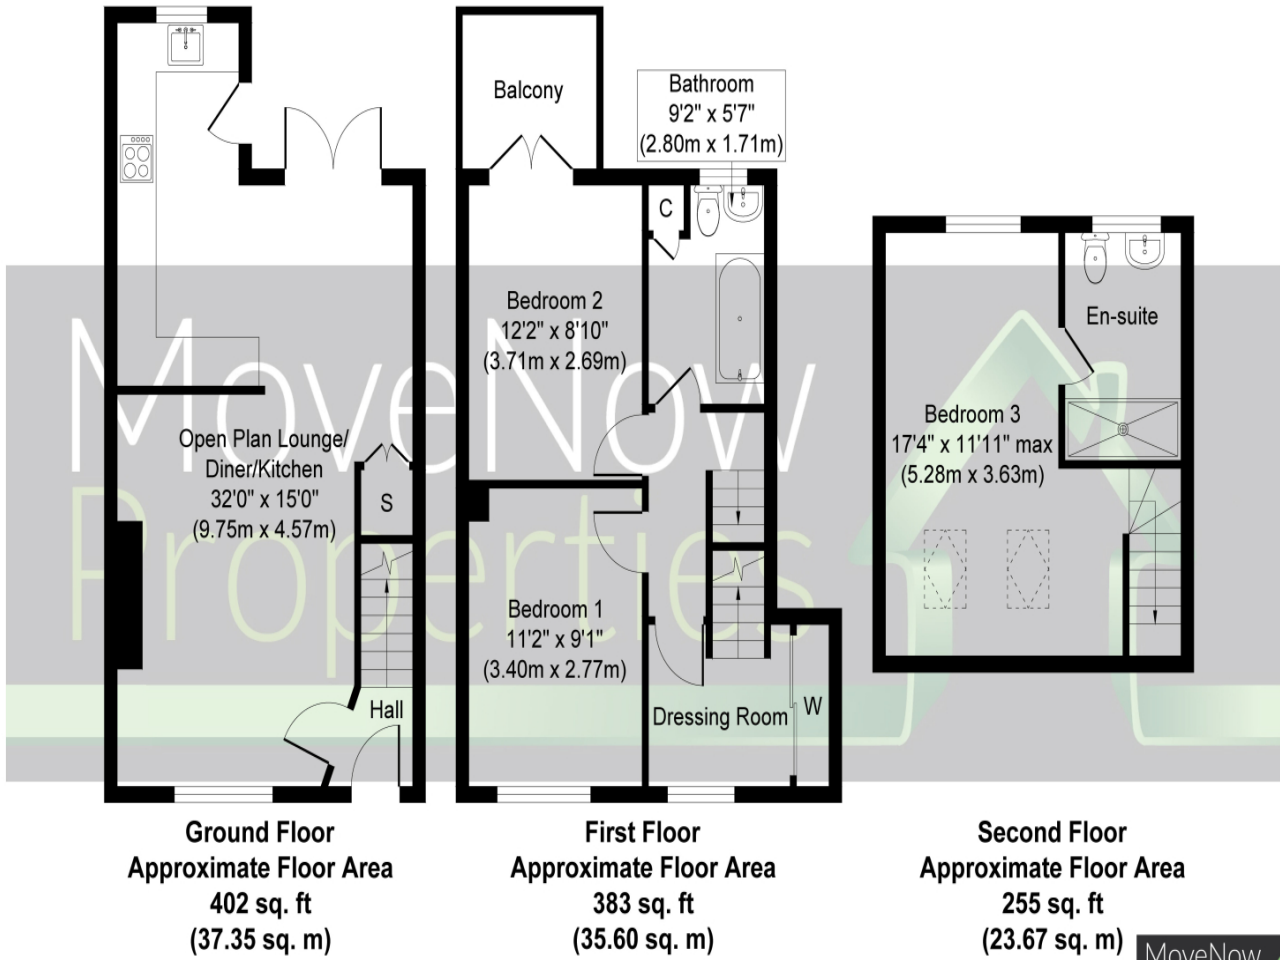 Balcony
Bathroom
9'2" x 5'7"
(2.80m x 1.71m)
C
Bedroom 2
12'2" x 8'10"
(3.71m x 2.69m)
En-suite
MoveNow
Properties
Open Plan Lounge/
Diner/Kitchen
32'0" x 15'0"
(9.75m x 4.57m)
S
Bedroom 3
17'4" x 11'11" max
(5.28m x 3.63m)
Bedroom 1
11'2" x 9'1"
(3.40m x 2.77m)
Hall
Dressing Room
W
Ground Floor
Approximate Floor Area
402 sq. ft
(37.35 sq. m)
First Floor
Approximate Floor Area
383 sq. ft
(35.60 sq. m)
Second Floor
Approximate Floor Area
255 sq. ft
(23.67 sq. m)
MoveNow